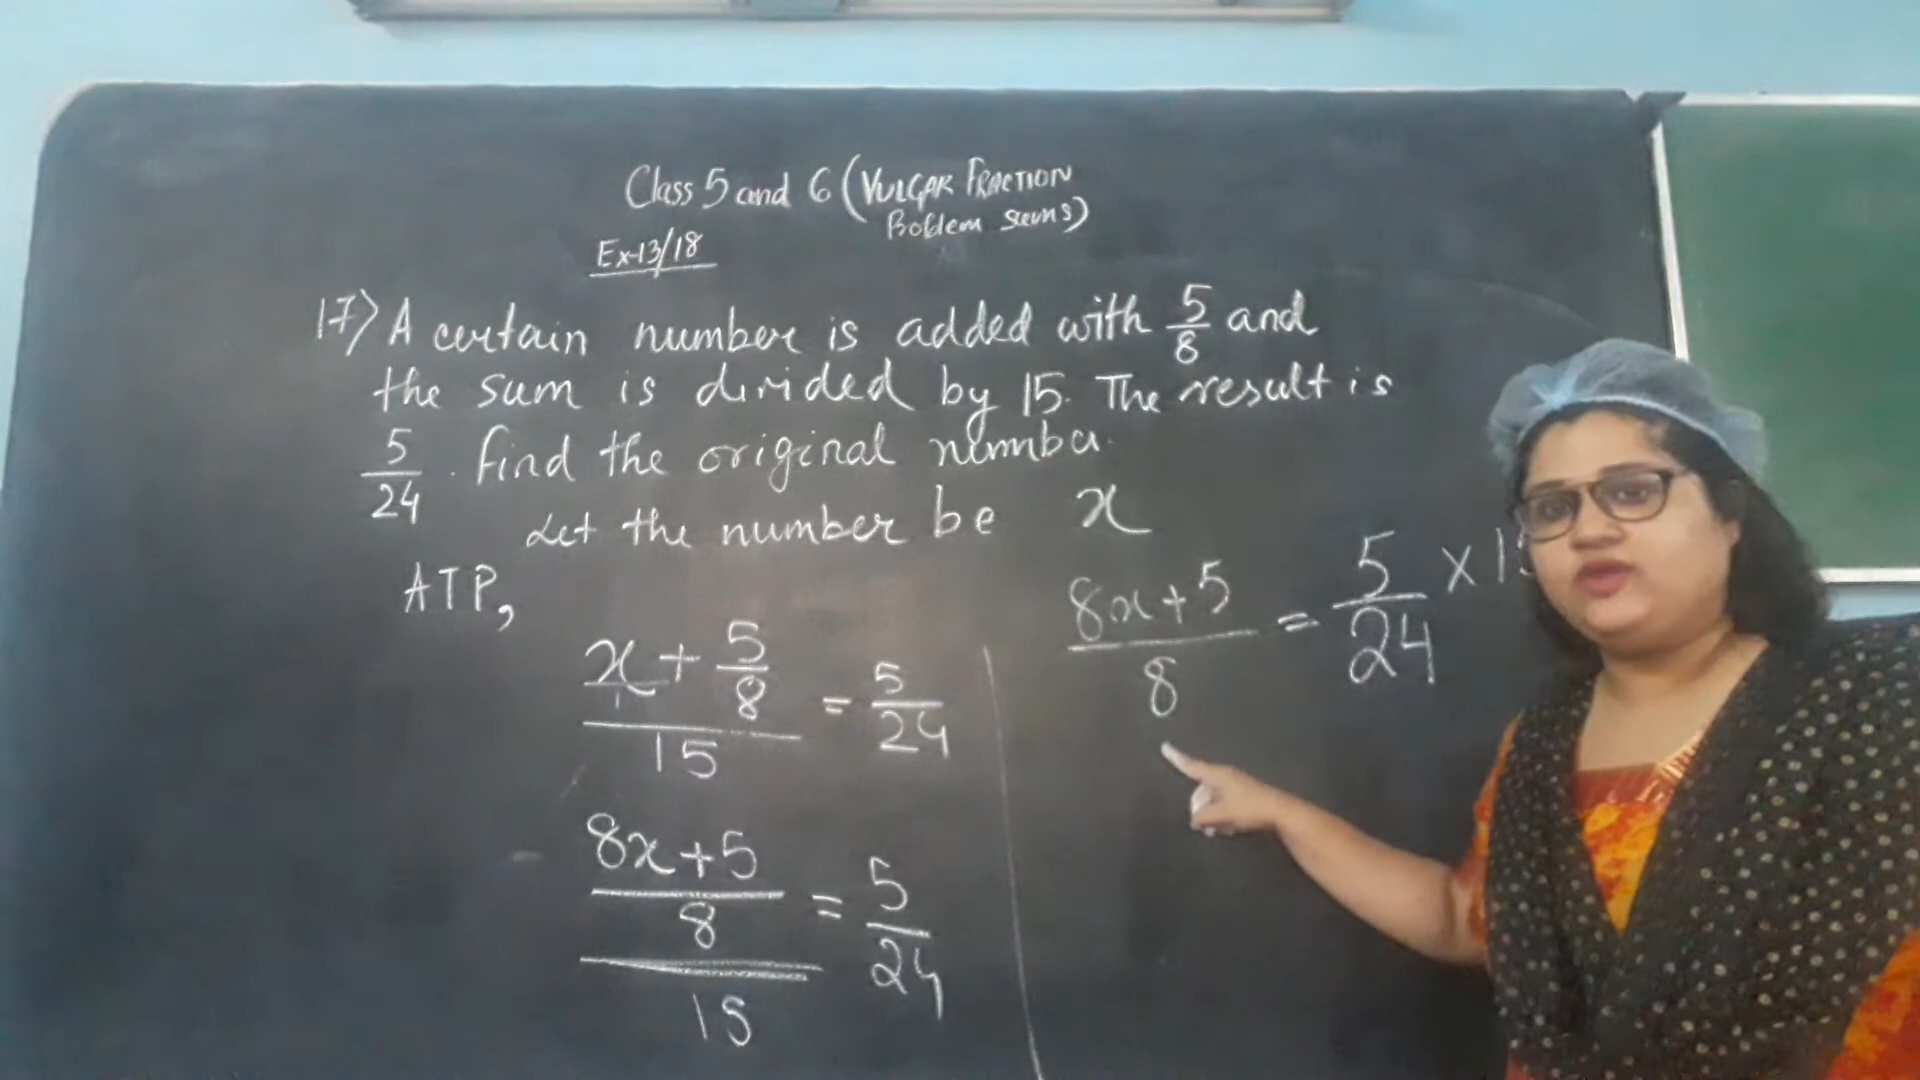 Class 5 and 6 (VULGAR FRACTION
Problem sums)
Ex-13/18
17) A certain number is added with 5/8 and
the sum is divided by 15. The result is
5/24. Find the original number.
Let the number be x
ATP,
x/1 + 5/8
/15 = 5/24
8x+5/8
/15 = 5/24
8x+5/8 = 5/24 × 1